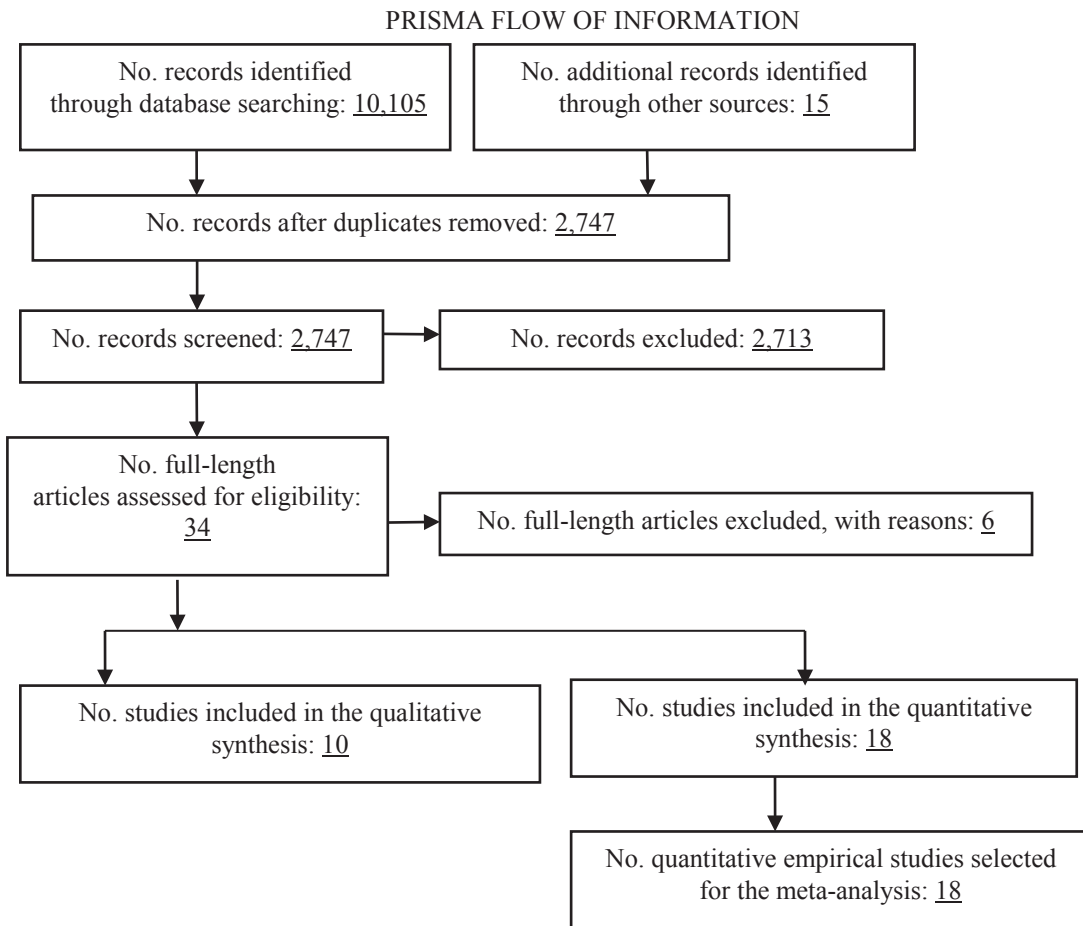 PRISMA FLOW OF INFORMATION
No. records identified
through database searching: 10,105
No. additional records identified
through other sources: 15
No. records after duplicates removed: 2,747
No. records screened: 2,747
No. records excluded: 2,713
No. full-length
articles assessed for eligibility:
34
No. full-length articles excluded, with reasons: 6
No. studies included in the qualitative
synthesis: 10
No. studies included in the quantitative
synthesis: 18
No. quantitative empirical studies selected
for the meta-analysis: 18